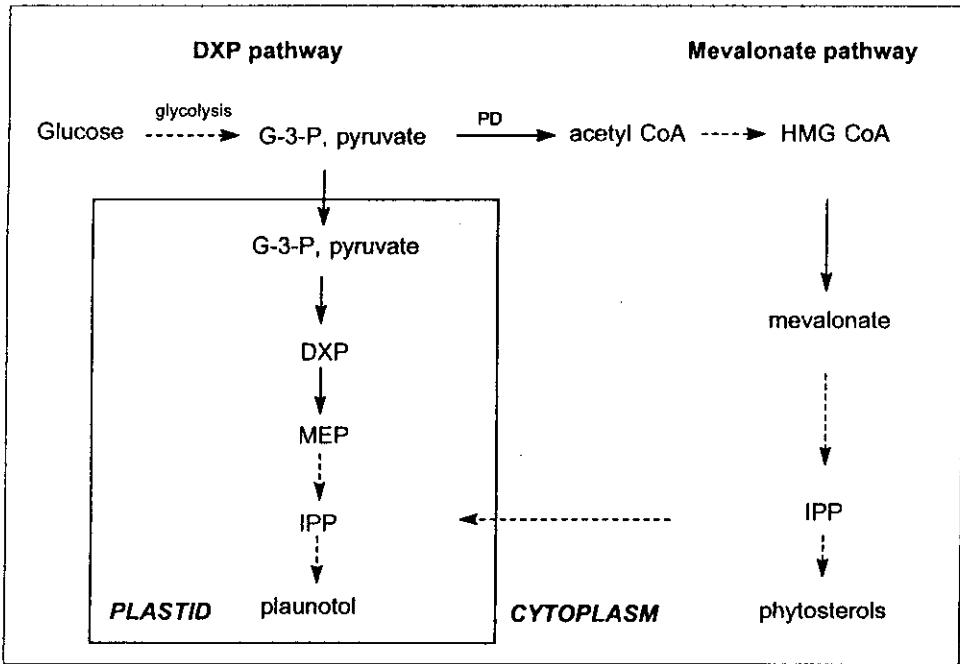 DXP pathway
Mevalonate pathway
glycolysis
PD
Glucose
G-3-P, pyruvate
acetyl CoA
HMG CoA
G-3-P, pyruvate
mevalonate
DXP
MEP
IPP
IPP
PLASTID
plaunotol
CYTOPLASM
phytosterols